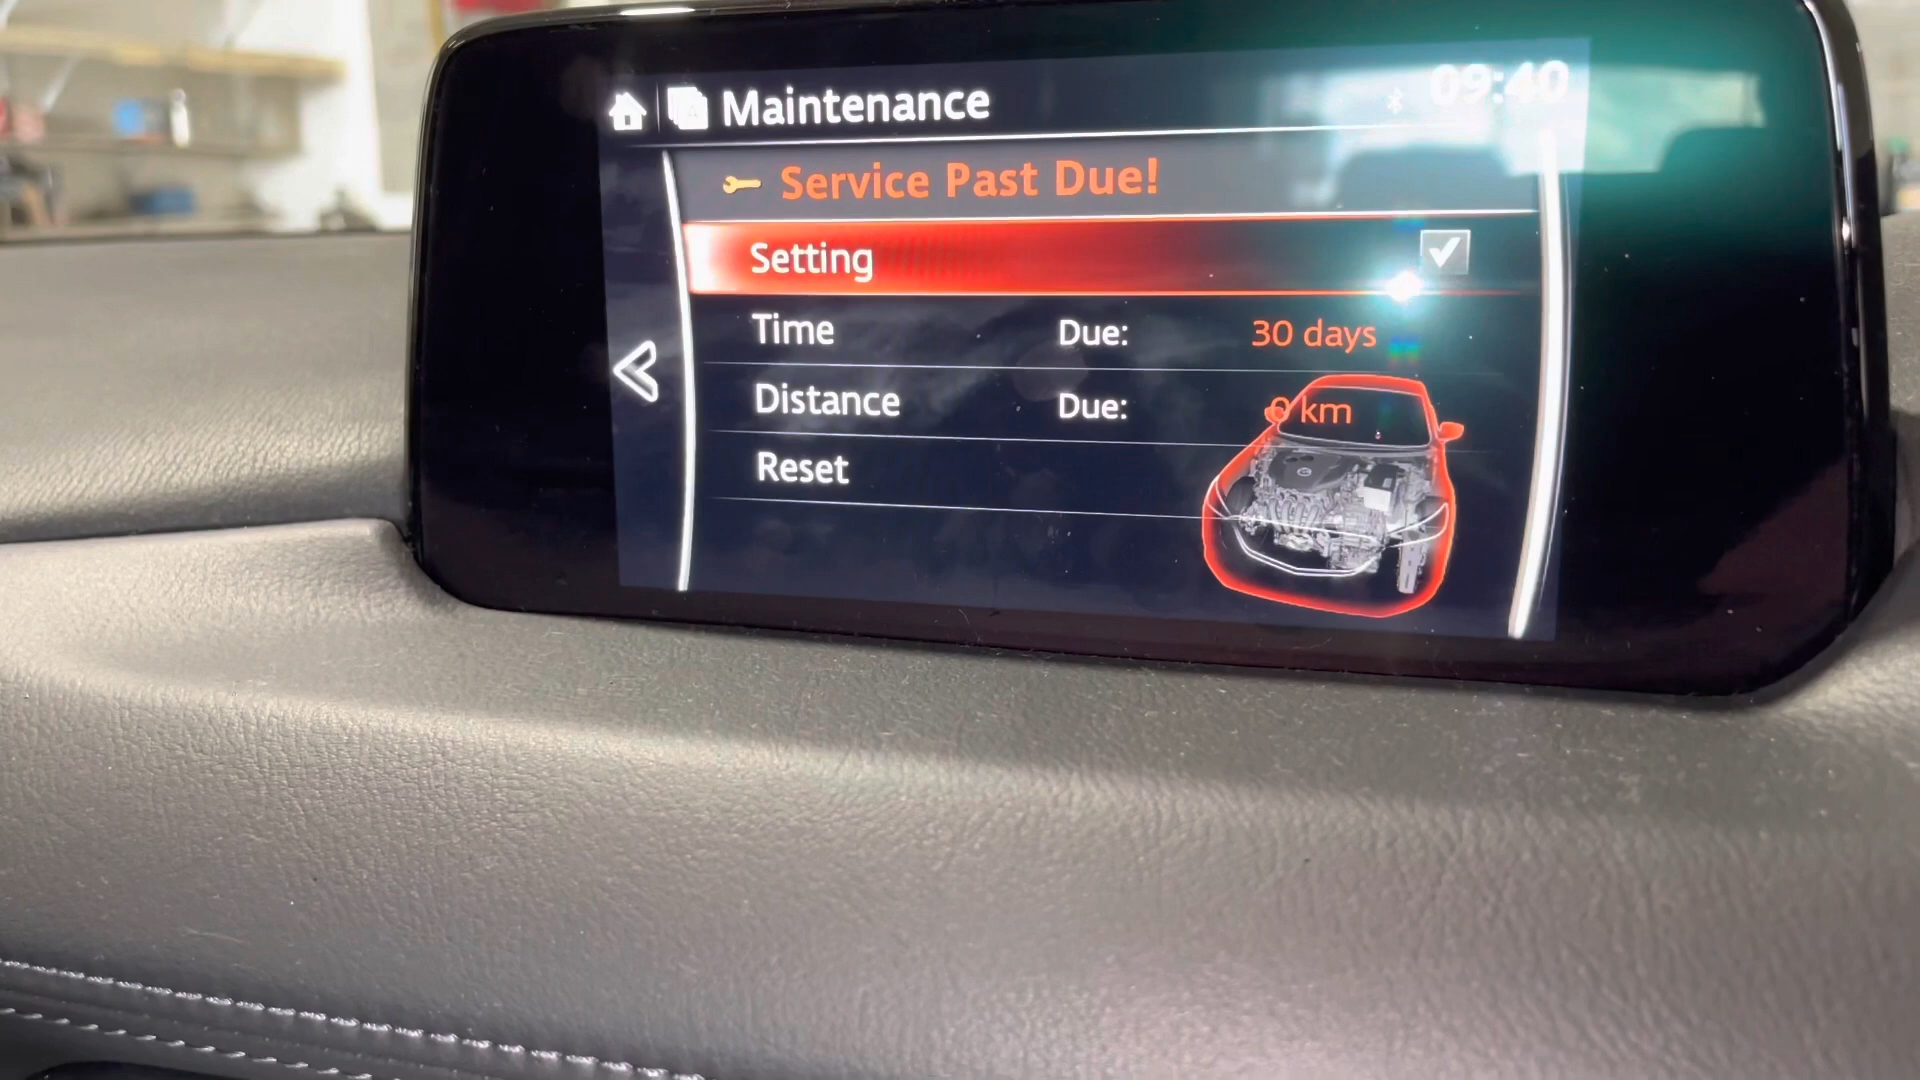 Maintenance 09:40
Service Past Due!
Setting
Time Due: 30 days
Distance Due: 0 km
Reset